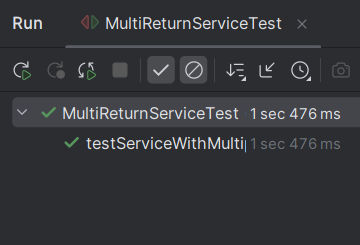 Run MultiReturnServiceTest
MultiReturnServiceTest 1 sec 476 ms
testServiceWithMulti 1 sec 476 ms